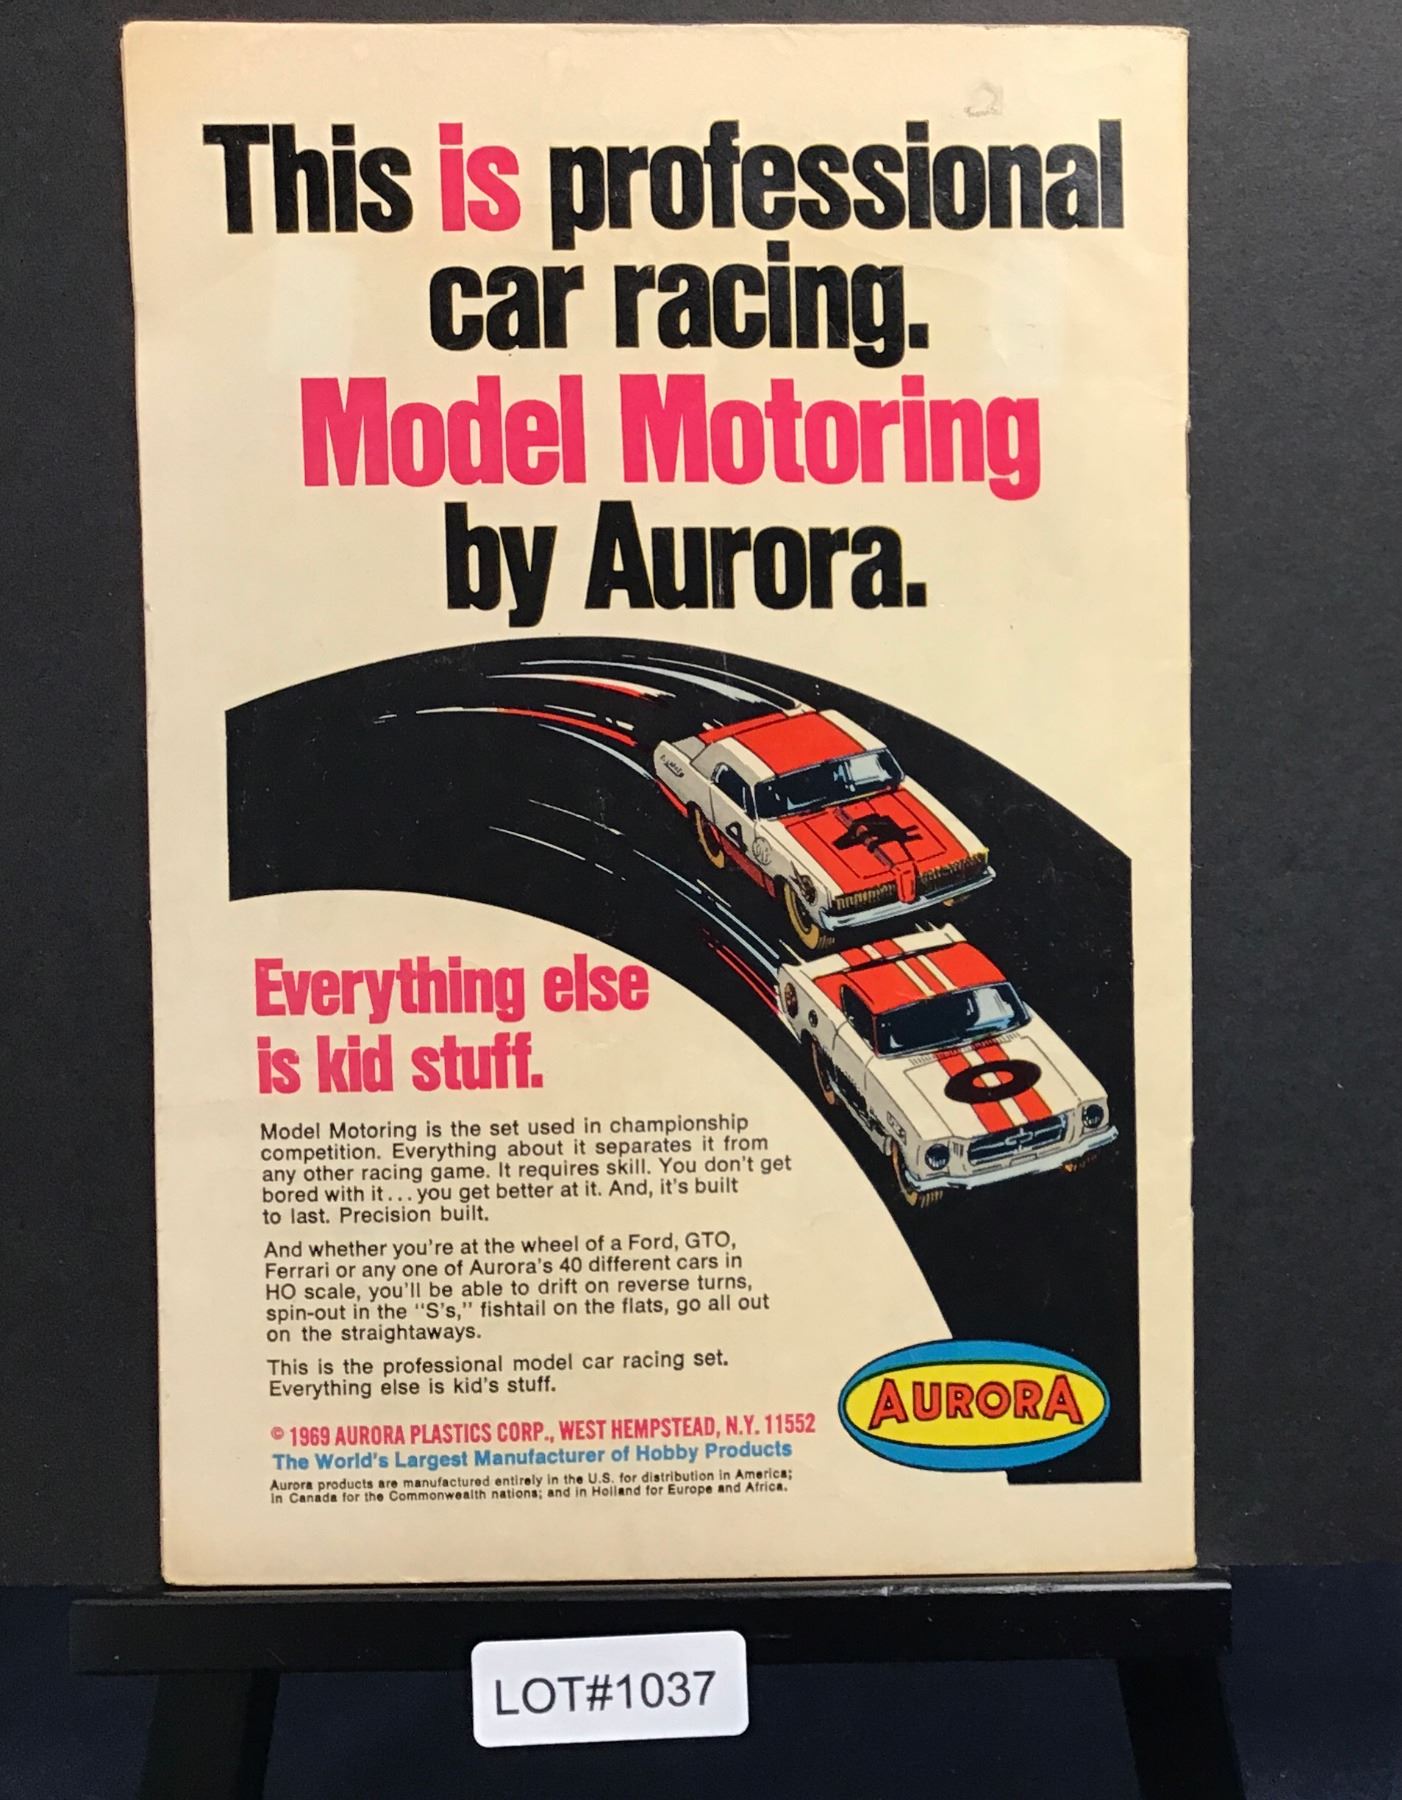 This is professional
car racing.
Model Motoring
by Aurora.
4
0
Everything else
is kid stuff.
Model Motoring is the set used in championship
competition. Everything about it separates it from
any other racing game. It requires skill. You don't get
bored with it...you get better at it. And, it's built
to last. Precision built.
And whether you're at the wheel of a Ford, GTO,
Ferrari or any one of Aurora's 40 different cars in
HO scale, you'll be able to drift on reverse turns,
spin-out in the "S's," fishtail on the flats, go all out
on the straightaways.
This is the professional model car racing set.
Everything else is kid's stuff.
AURORA
© 1969 AURORA PLASTICS CORP., WEST HEMPSTEAD, N.Y. 11552
The World's Largest Manufacturer of Hobby Products
Aurora products are manufactured entirely in the U.S. for distribution in America;
in Canada for the Commonwealth nations; and in Holland for Europe and Africa.
LOT#1037